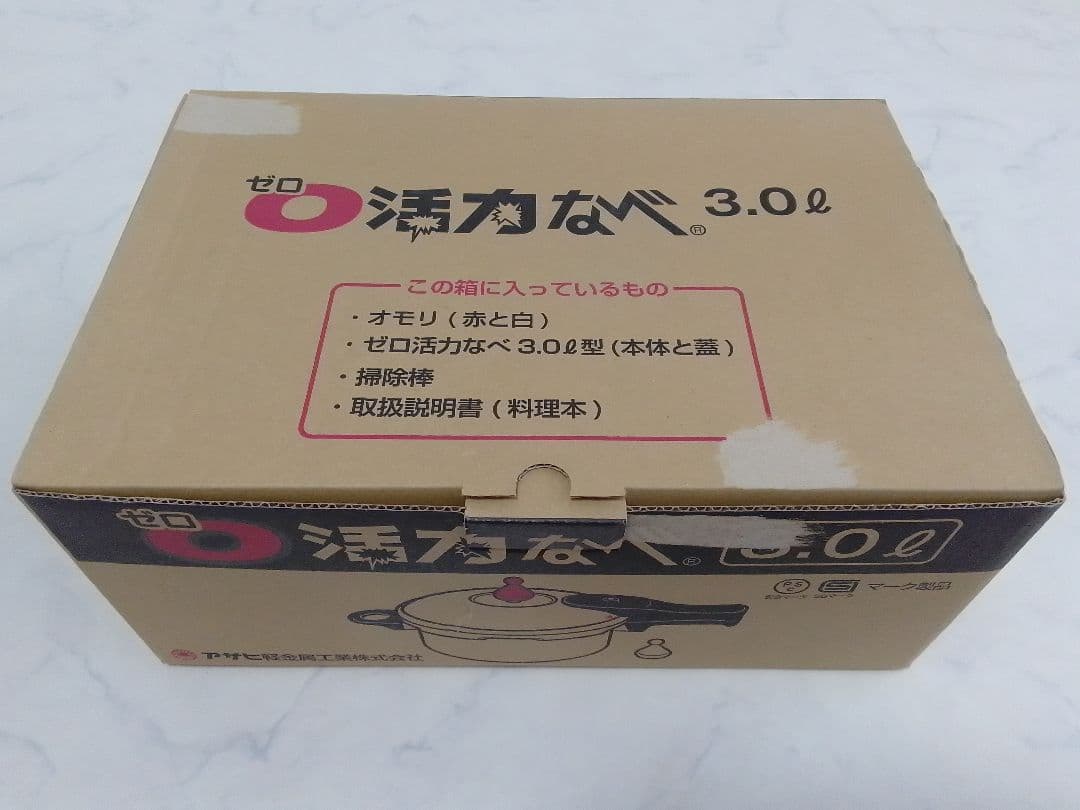 ゼロ
0 活力なべ® 3.0ℓ
この箱に入っているもの
・オモリ(赤と白)
・ゼロ活力なべ3.0ℓ型(本体と蓋)
・掃除棒
・取扱説明書(料理本)
ゼロ
0 活力なべ® 3.0ℓ
PSC S マーク製品
アサヒ軽金属工業株式会社